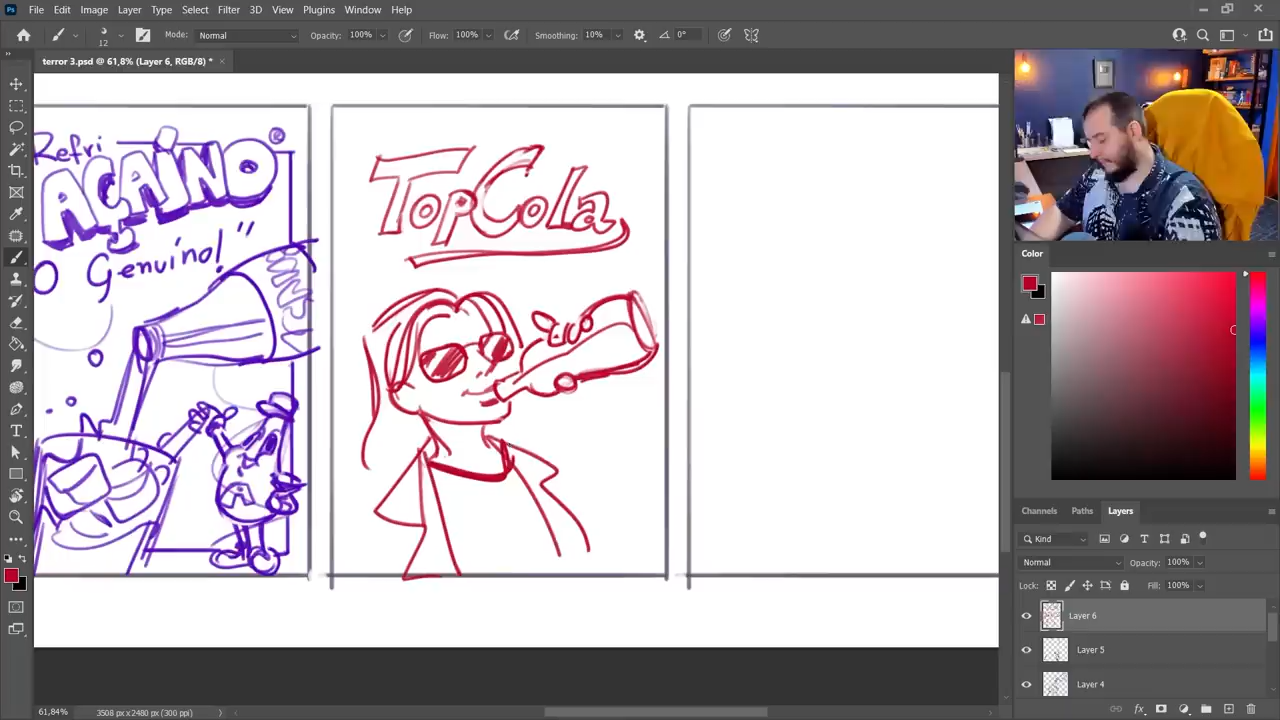 File Edit Image Layer Type Select Filter 3D View Plugins Window Help
12 Mode: Normal Opacity: 100% Flow: 100% Smoothing: 10% 0°
terror 3.psd @ 61,8% (Layer 6, RGB/8) *
Refri
AÇAÍNO
O Genuíno!"
TopCola
Color
Channels Paths Layers
Kind
Normal Opacity: 100%
Lock: Fill: 100%
Layer 6
Layer 5
Layer 4
61,84% 3508 px x 2480 px (300 ppi)